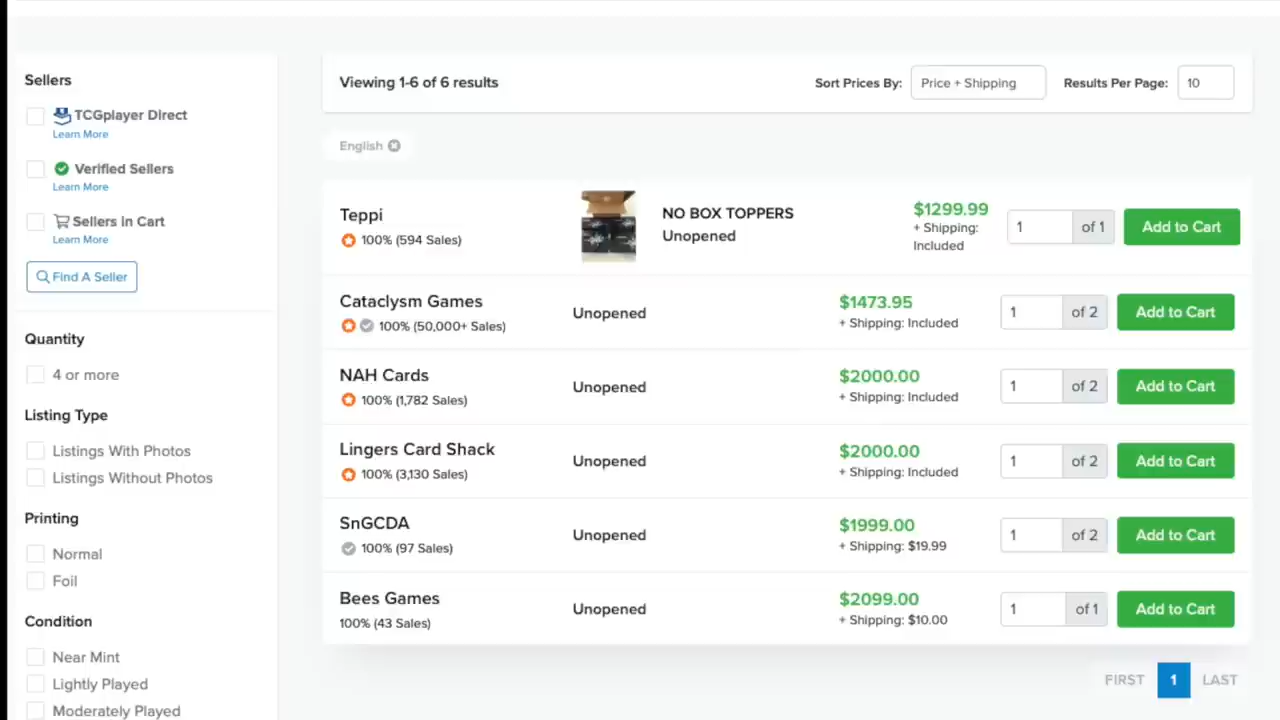 Sellers
TCGplayer Direct
Learn More
Verified Sellers
Learn More
Sellers in Cart
Learn More
Find A Seller
Quantity
4 or more
Listing Type
Listings With Photos
Listings Without Photos
Printing
Normal
Foil
Condition
Near Mint
Lightly Played
Moderately Played
Viewing 1-6 of 6 results
Sort Prices By: Price + Shipping Results Per Page: 10
English
Teppi
100% (594 Sales)
NO BOX TOPPERS
Unopened
$1299.99
+ Shipping:
Included
1 of 1 Add to Cart
Cataclysm Games
100% (50,000+ Sales)
Unopened
$1473.95
+ Shipping: Included
1 of 2 Add to Cart
NAH Cards
100% (1,782 Sales)
Unopened
$2000.00
+ Shipping: Included
1 of 2 Add to Cart
Lingers Card Shack
100% (3,130 Sales)
Unopened
$2000.00
+ Shipping: Included
1 of 2 Add to Cart
SnGCDA
100% (97 Sales)
Unopened
$1999.00
+ Shipping: $19.99
1 of 2 Add to Cart
Bees Games
100% (43 Sales)
Unopened
$2099.00
+ Shipping: $10.00
1 of 1 Add to Cart
FIRST 1 LAST